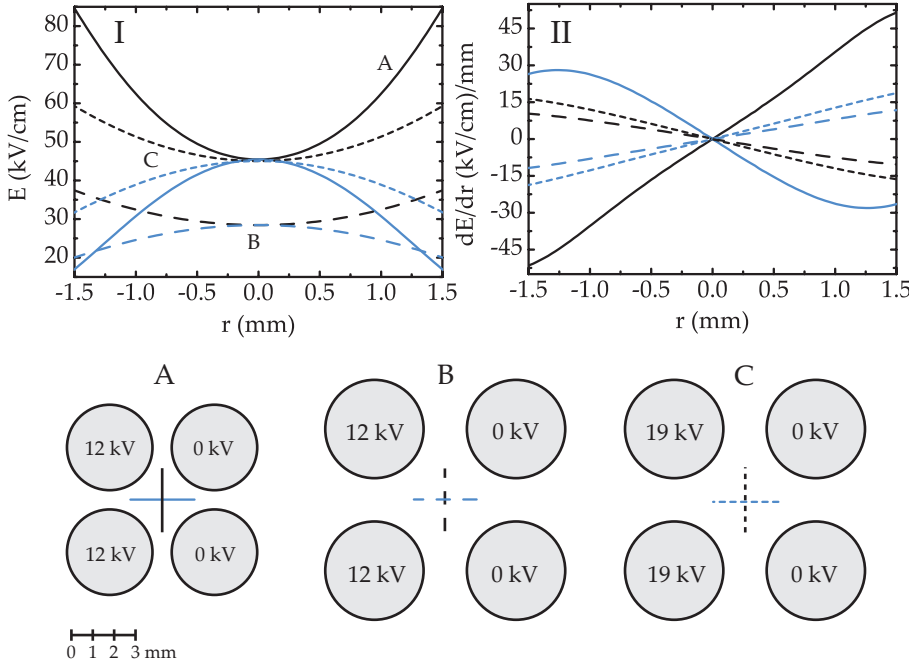 I
A
C
B
80
70
60
50
40
30
20
E (kV/cm)
-1.5 -1.0 -0.5 0.0 0.5 1.0 1.5
r (mm)
II
45
30
15
0
-15
-30
-45
dE/dr (kV/cm)/mm
-1.5 -1.0 -0.5 0.0 0.5 1.0 1.5
r (mm)
A
12 kV 0 kV
12 kV 0 kV
B
12 kV 0 kV
12 kV 0 kV
C
19 kV 0 kV
19 kV 0 kV
0 1 2 3 mm